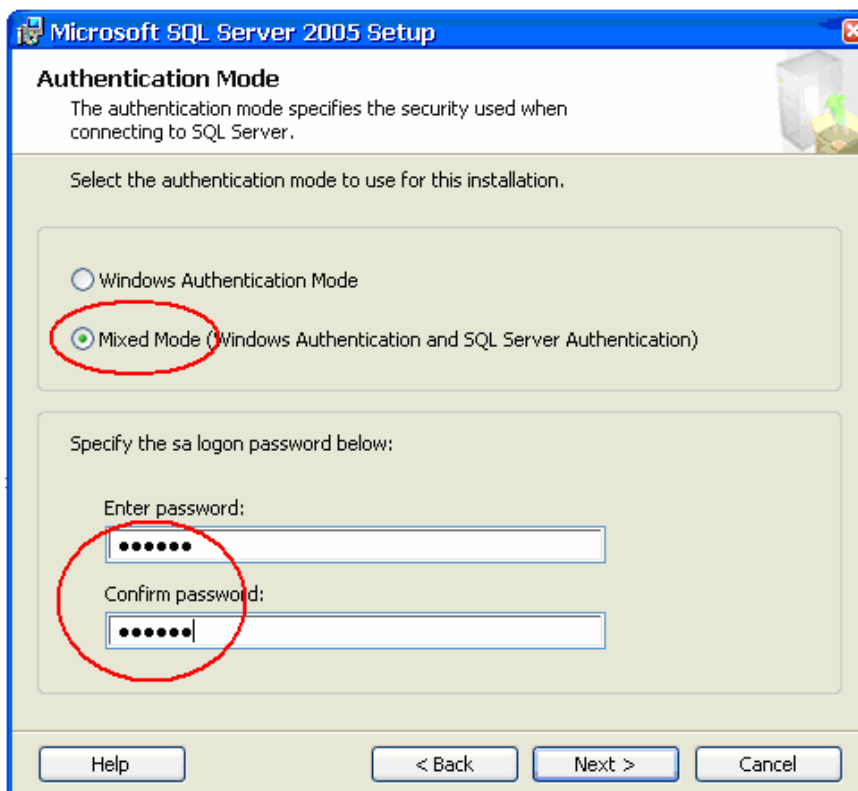 Microsoft SQL Server 2005 Setup
Authentication Mode
The authentication mode specifies the security used when
connecting to SQL Server.
Select the authentication mode to use for this installation.
Windows Authentication Mode
Mixed Mode (Windows Authentication and SQL Server Authentication)
Specify the sa logon password below:
Enter password:
●●●●●●
Confirm password:
●●●●●●
Help
< Back
Next >
Cancel